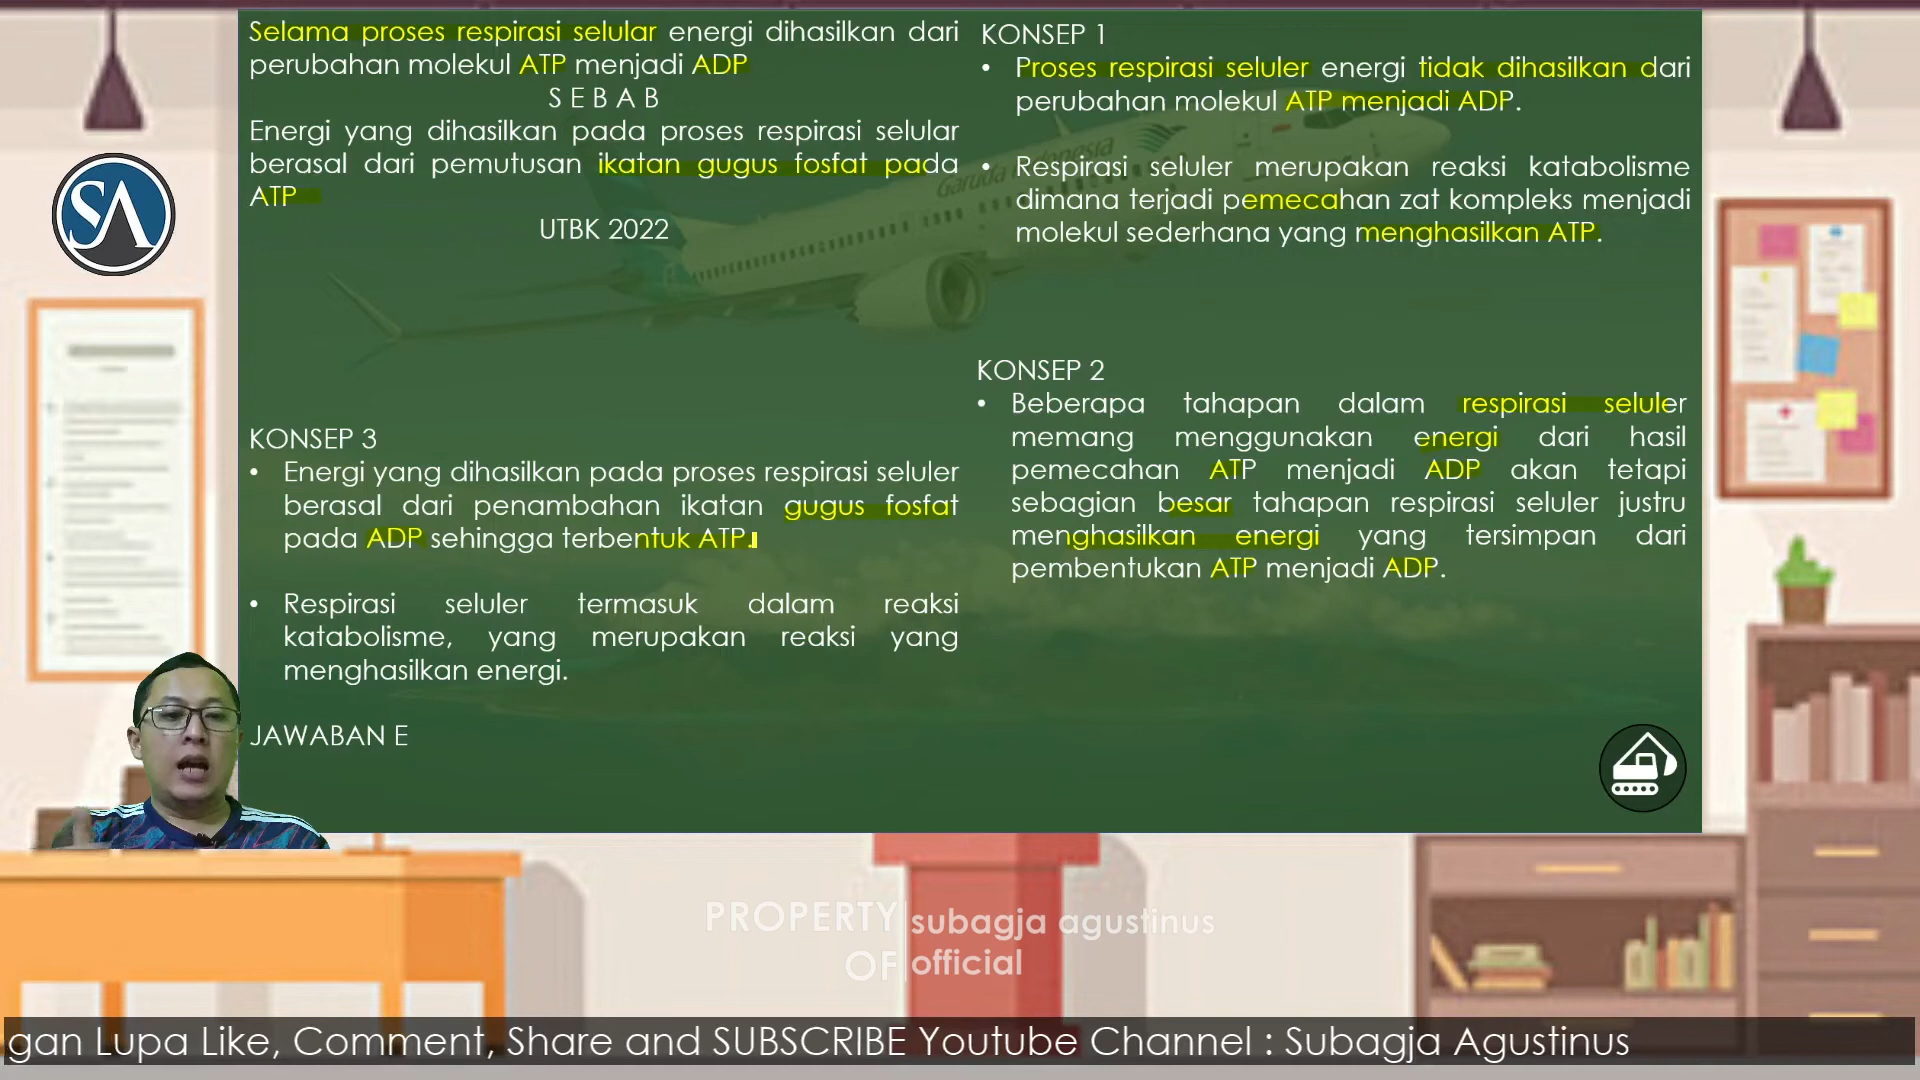 Selama proses respirasi selular energi dihasilkan dari
perubahan molekul ATP menjadi ADP
S E B A B
Energi yang dihasilkan pada proses respirasi selular
berasal dari pemutusan ikatan gugus fosfat pada
ATP
UTBK 2022
KONSEP 3
• Energi yang dihasilkan pada proses respirasi seluler
berasal dari penambahan ikatan gugus fosfat
pada ADP sehingga terbentuk ATP.
• Respirasi seluler termasuk dalam reaksi
katabolisme, yang merupakan reaksi yang
menghasilkan energi.
JAWABAN E
KONSEP 1
• Proses respirasi seluler energi tidak dihasilkan dari
perubahan molekul ATP menjadi ADP.
• Respirasi seluler merupakan reaksi katabolisme
dimana terjadi pemecahan zat kompleks menjadi
molekul sederhana yang menghasilkan ATP.
KONSEP 2
• Beberapa tahapan dalam respirasi seluler
memang menggunakan energi dari hasil
pemecahan ATP menjadi ADP akan tetapi
sebagian besar tahapan respirasi seluler justru
menghasilkan energi yang tersimpan dari
pembentukan ATP menjadi ADP.
Garuda Indonesia
SA
PROPERTY OF
subagja agustinus
official
gan Lupa Like, Comment, Share and SUBSCRIBE Youtube Channel : Subagja Agustinus